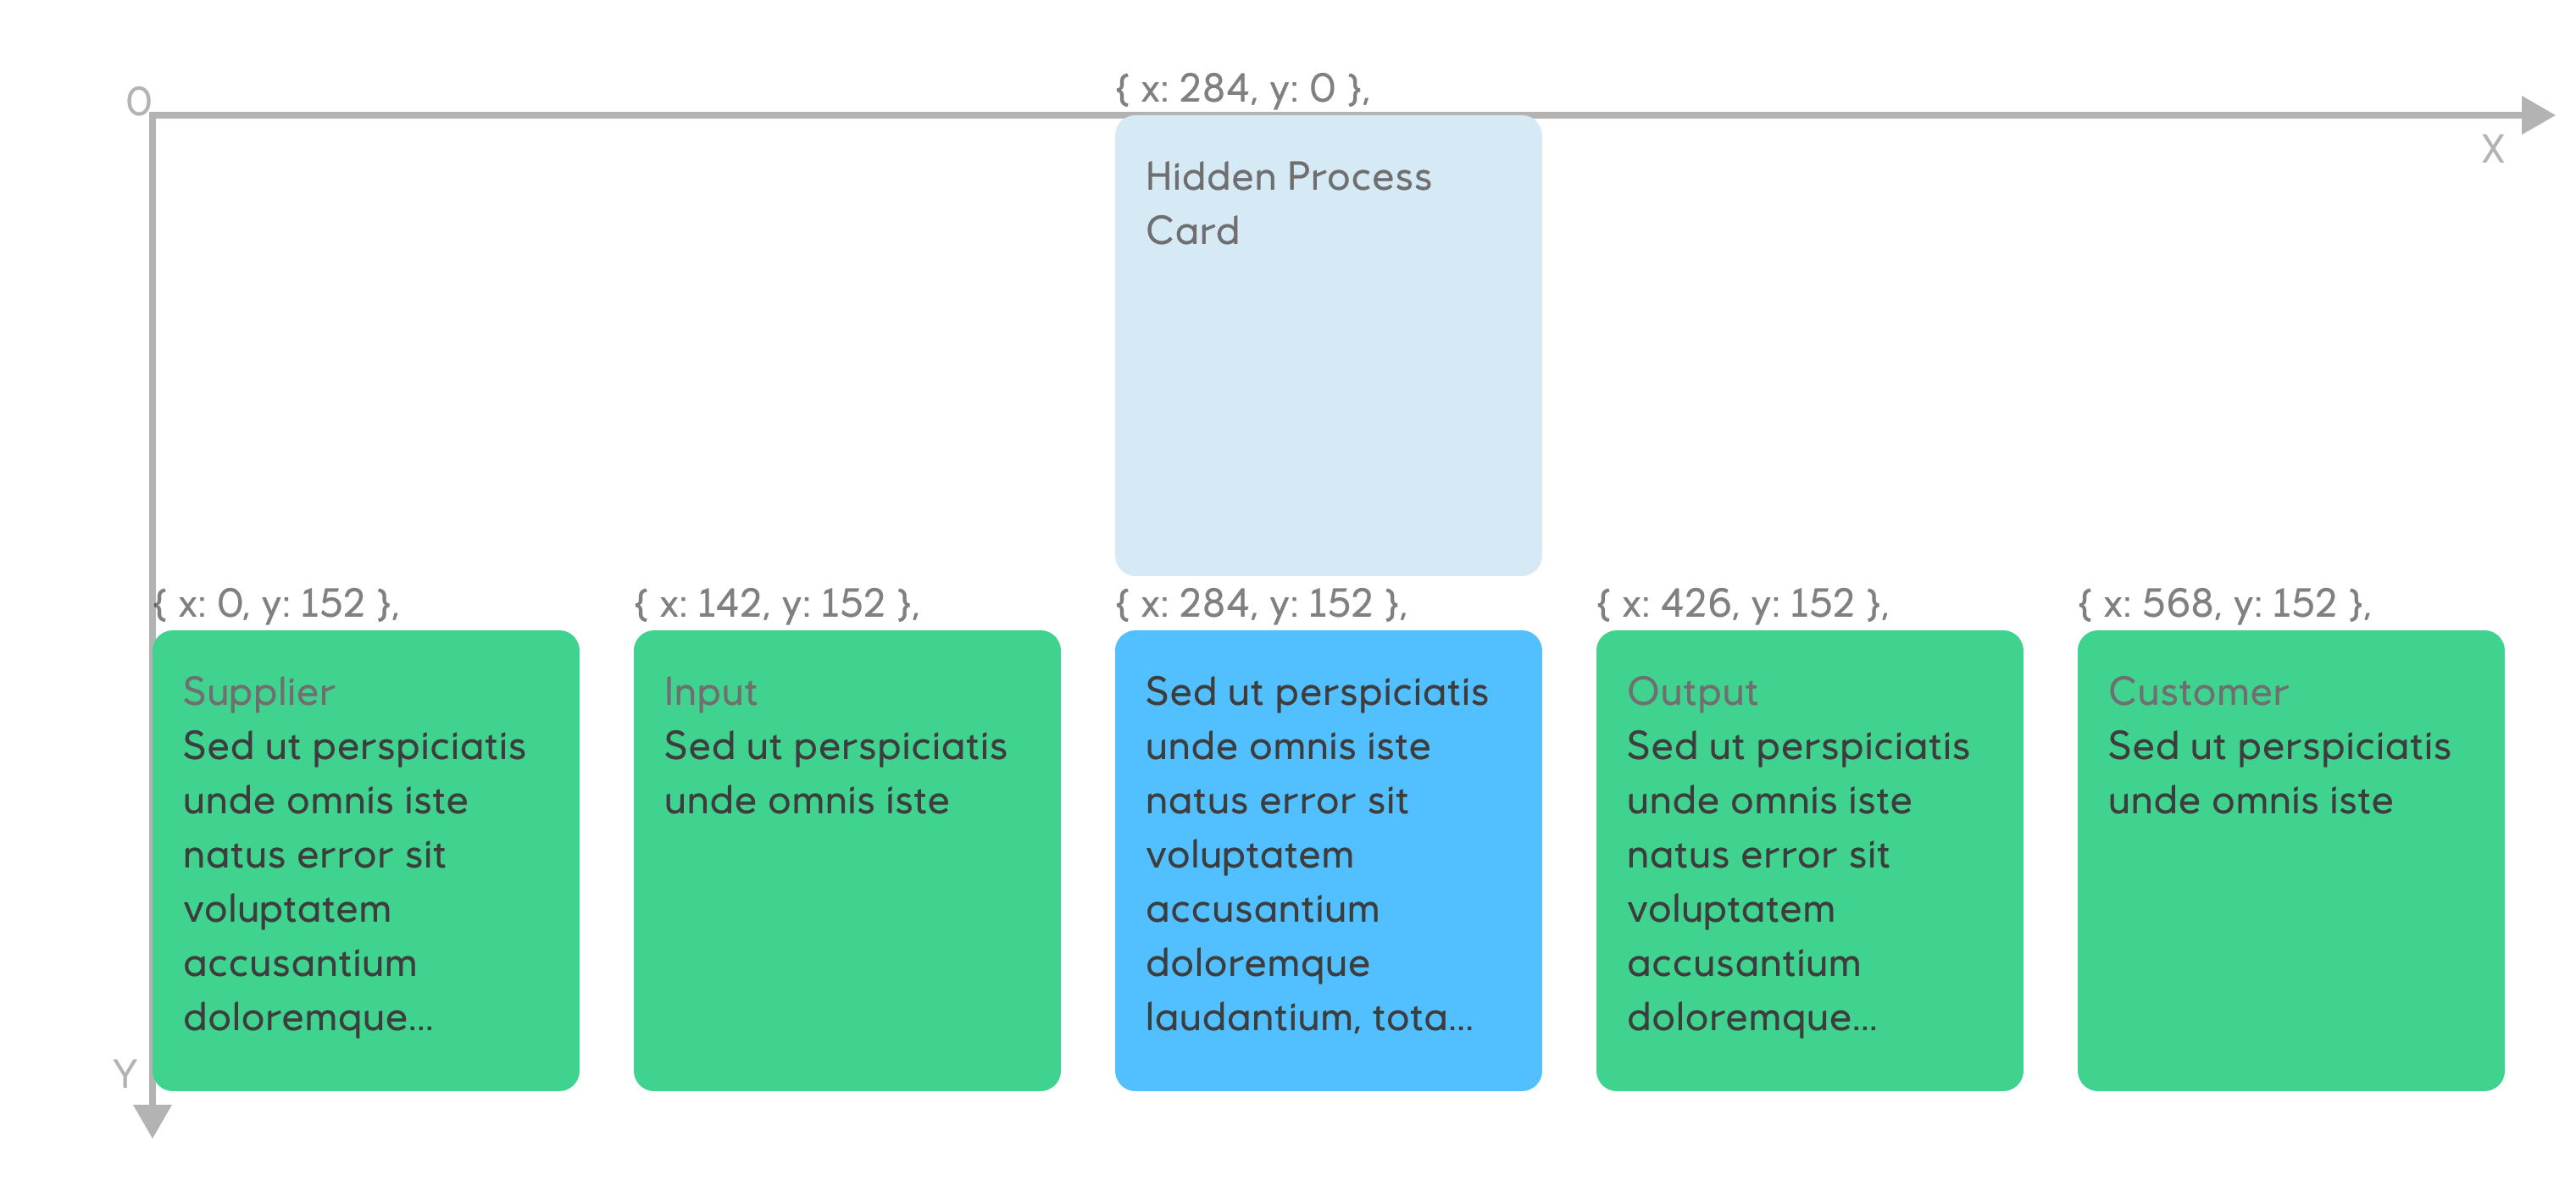 { x: 284, y: 0 },
0
X
Hidden Process
Card
{ x: 0, y: 152 },
{ x: 142, y: 152 },
{ x: 284, y: 152 },
{ x: 426, y: 152 },
{ x: 568, y: 152 },
Supplier
Sed ut perspiciatis
unde omnis iste
natus error sit
voluptatem
accusantium
doloremque...
Input
Sed ut perspiciatis
unde omnis iste
Sed ut perspiciatis
unde omnis iste
natus error sit
voluptatem
accusantium
doloremque
laudantium, tota...
Output
Sed ut perspiciatis
unde omnis iste
natus error sit
voluptatem
accusantium
doloremque...
Customer
Sed ut perspiciatis
unde omnis iste
Y